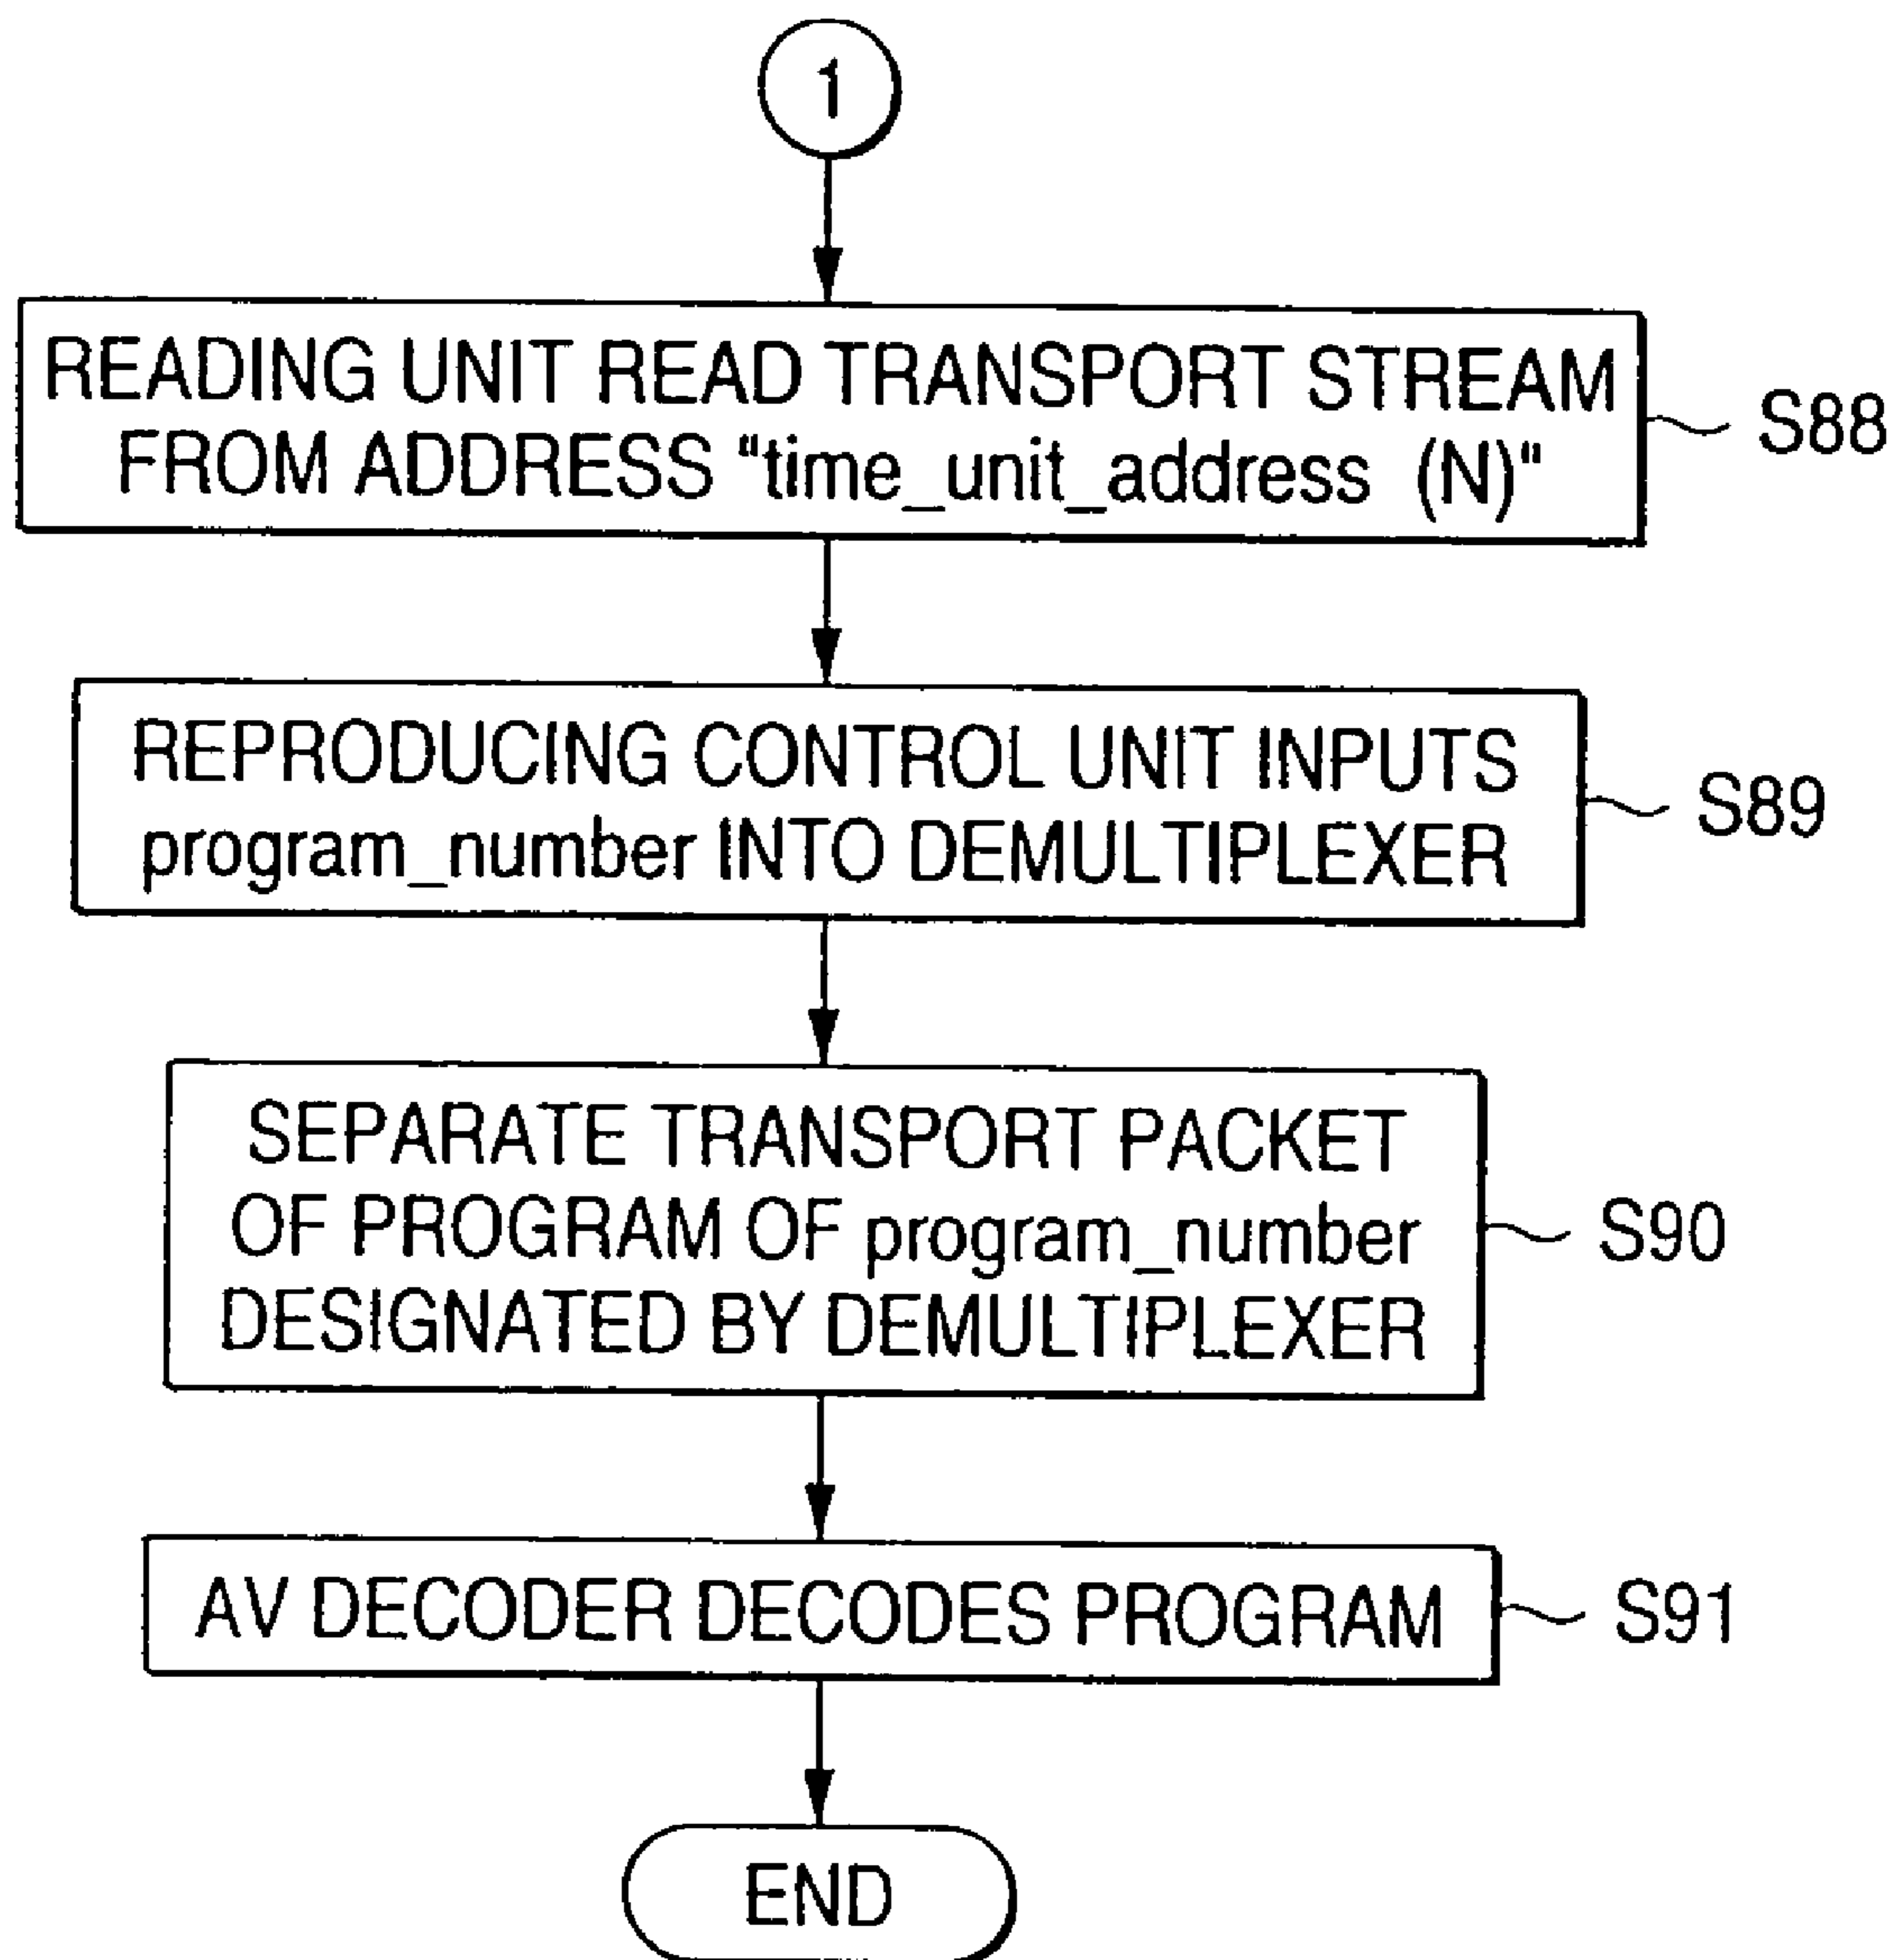 1
READING UNIT READ TRANSPORT STREAM
FROM ADDRESS "time_unit_address (N)"
S88
REPRODUCING CONTROL UNIT INPUTS
program_number INTO DEMULTIPLEXER
S89
SEPARATE TRANSPORT PACKET
OF PROGRAM OF program_number
DESIGNATED BY DEMULTIPLEXER
S90
AV DECODER DECODES PROGRAM
S91
END